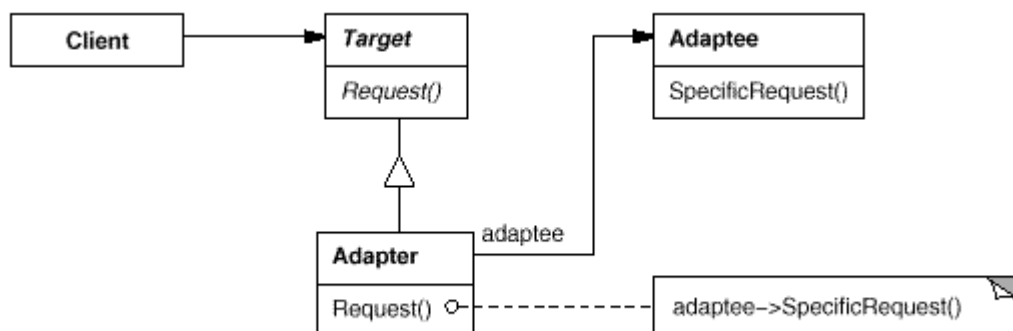 Client
Target
Request()
Adaptee
SpecificRequest()
adaptee
Adapter
Request()
adaptee->SpecificRequest()